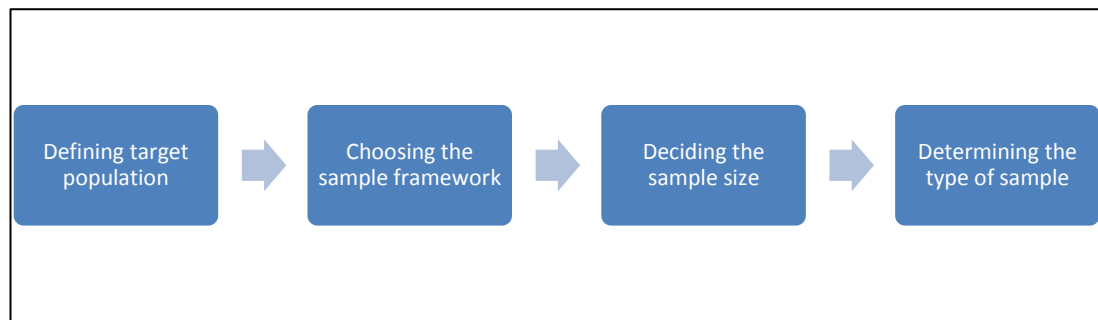 Defining target
population
Choosing the
sample framework
Deciding the
sample size
Determining the
type of sample